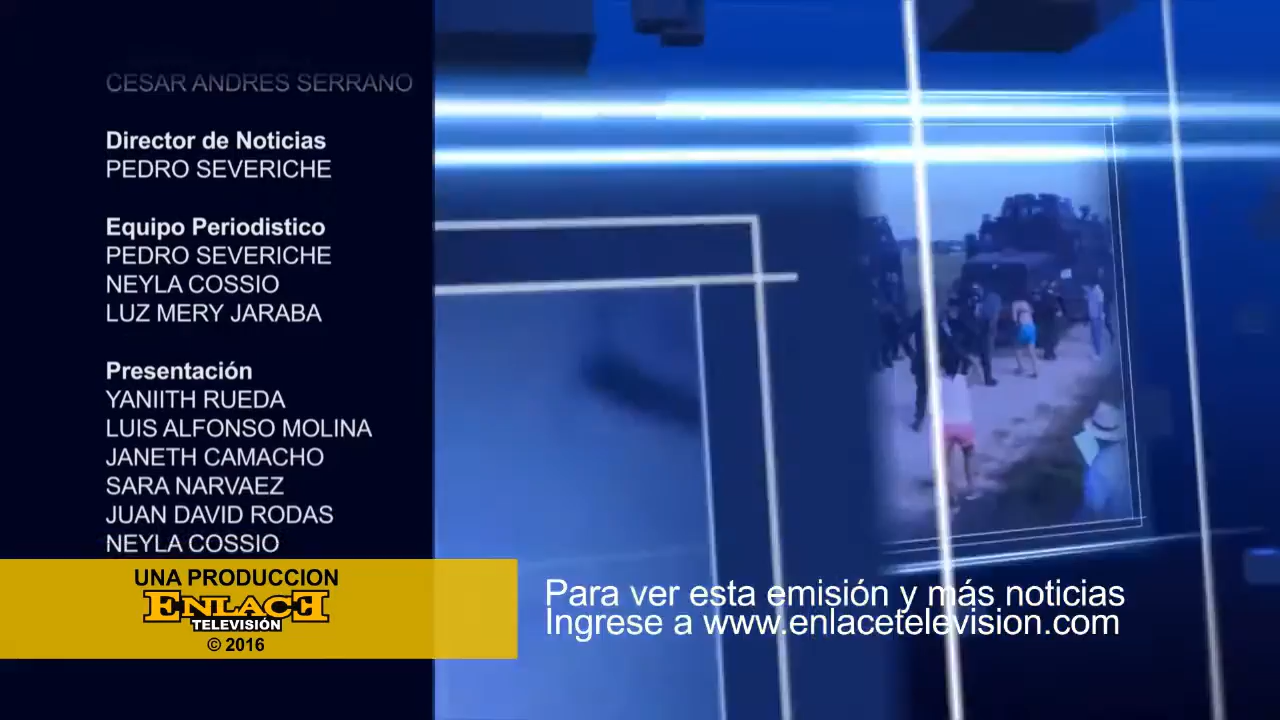 CESAR ANDRES SERRANO
Director de Noticias
PEDRO SEVERICHE
Equipo Periodistico
PEDRO SEVERICHE
NEYLA COSSIO
LUZ MERY JARABA
Presentación
YANIITH RUEDA
LUIS ALFONSO MOLINA
JANETH CAMACHO
SARA NARVAEZ
JUAN DAVID RODAS
NEYLA COSSIO
UNA PRODUCCION
ENLACE
TELEVISIÓN
© 2016
Para ver esta emisión y más noticias
Ingrese a www.enlacetelevision.com